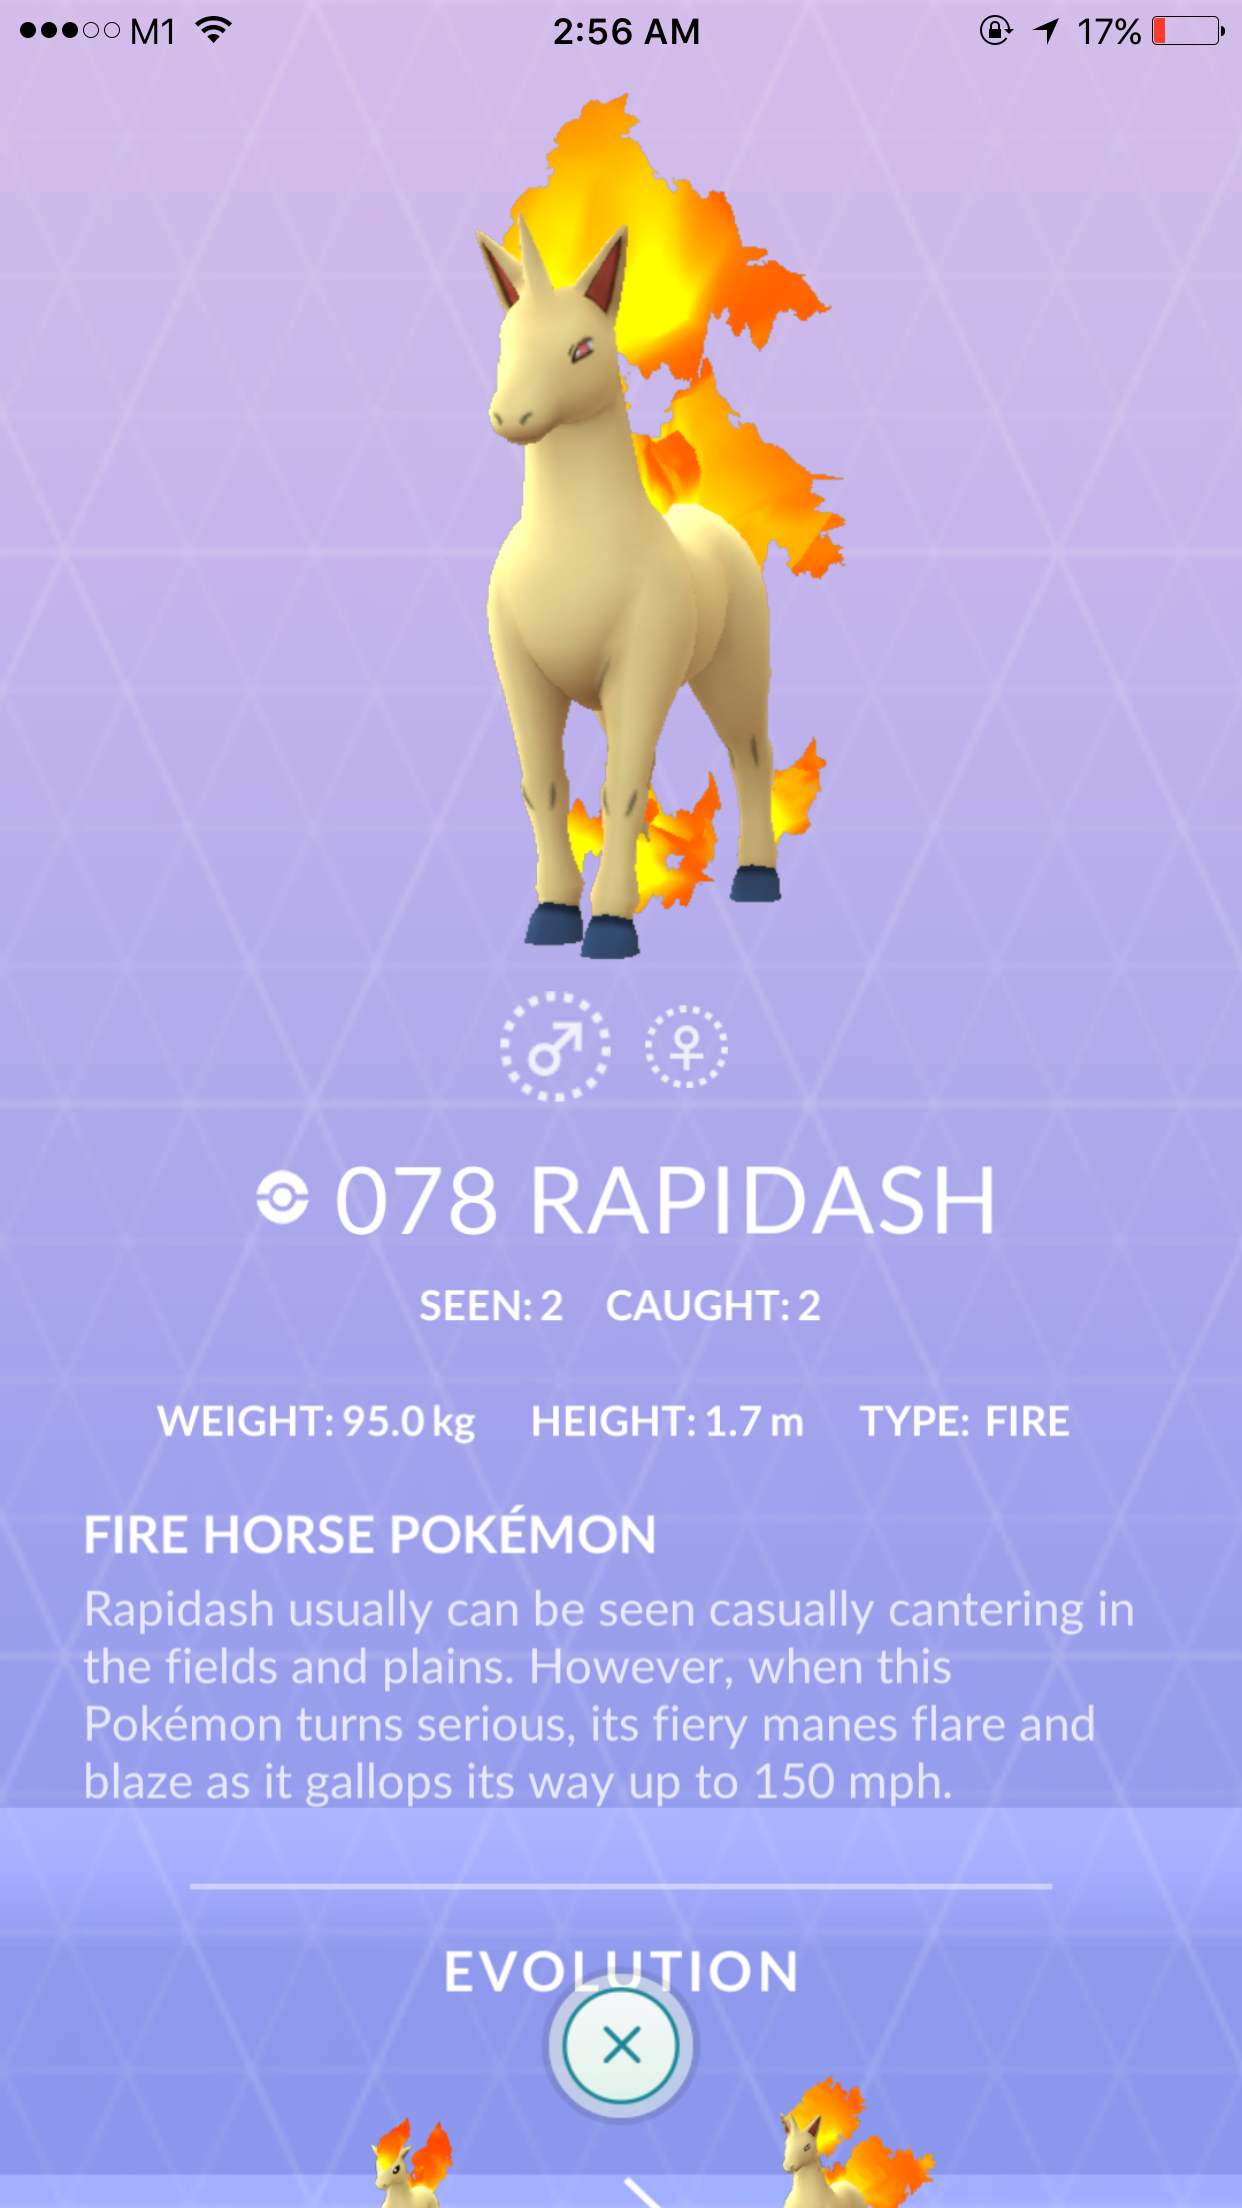 M1 2:56 AM 17%
078 RAPIDASH
SEEN: 2 CAUGHT: 2
WEIGHT: 95.0 kg HEIGHT: 1.7 m TYPE: FIRE
FIRE HORSE POKÉMON
Rapidash usually can be seen casually cantering in
the fields and plains. However, when this
Pokémon turns serious, its fiery manes flare and
blaze as it gallops its way up to 150 mph.
EVOLUTION